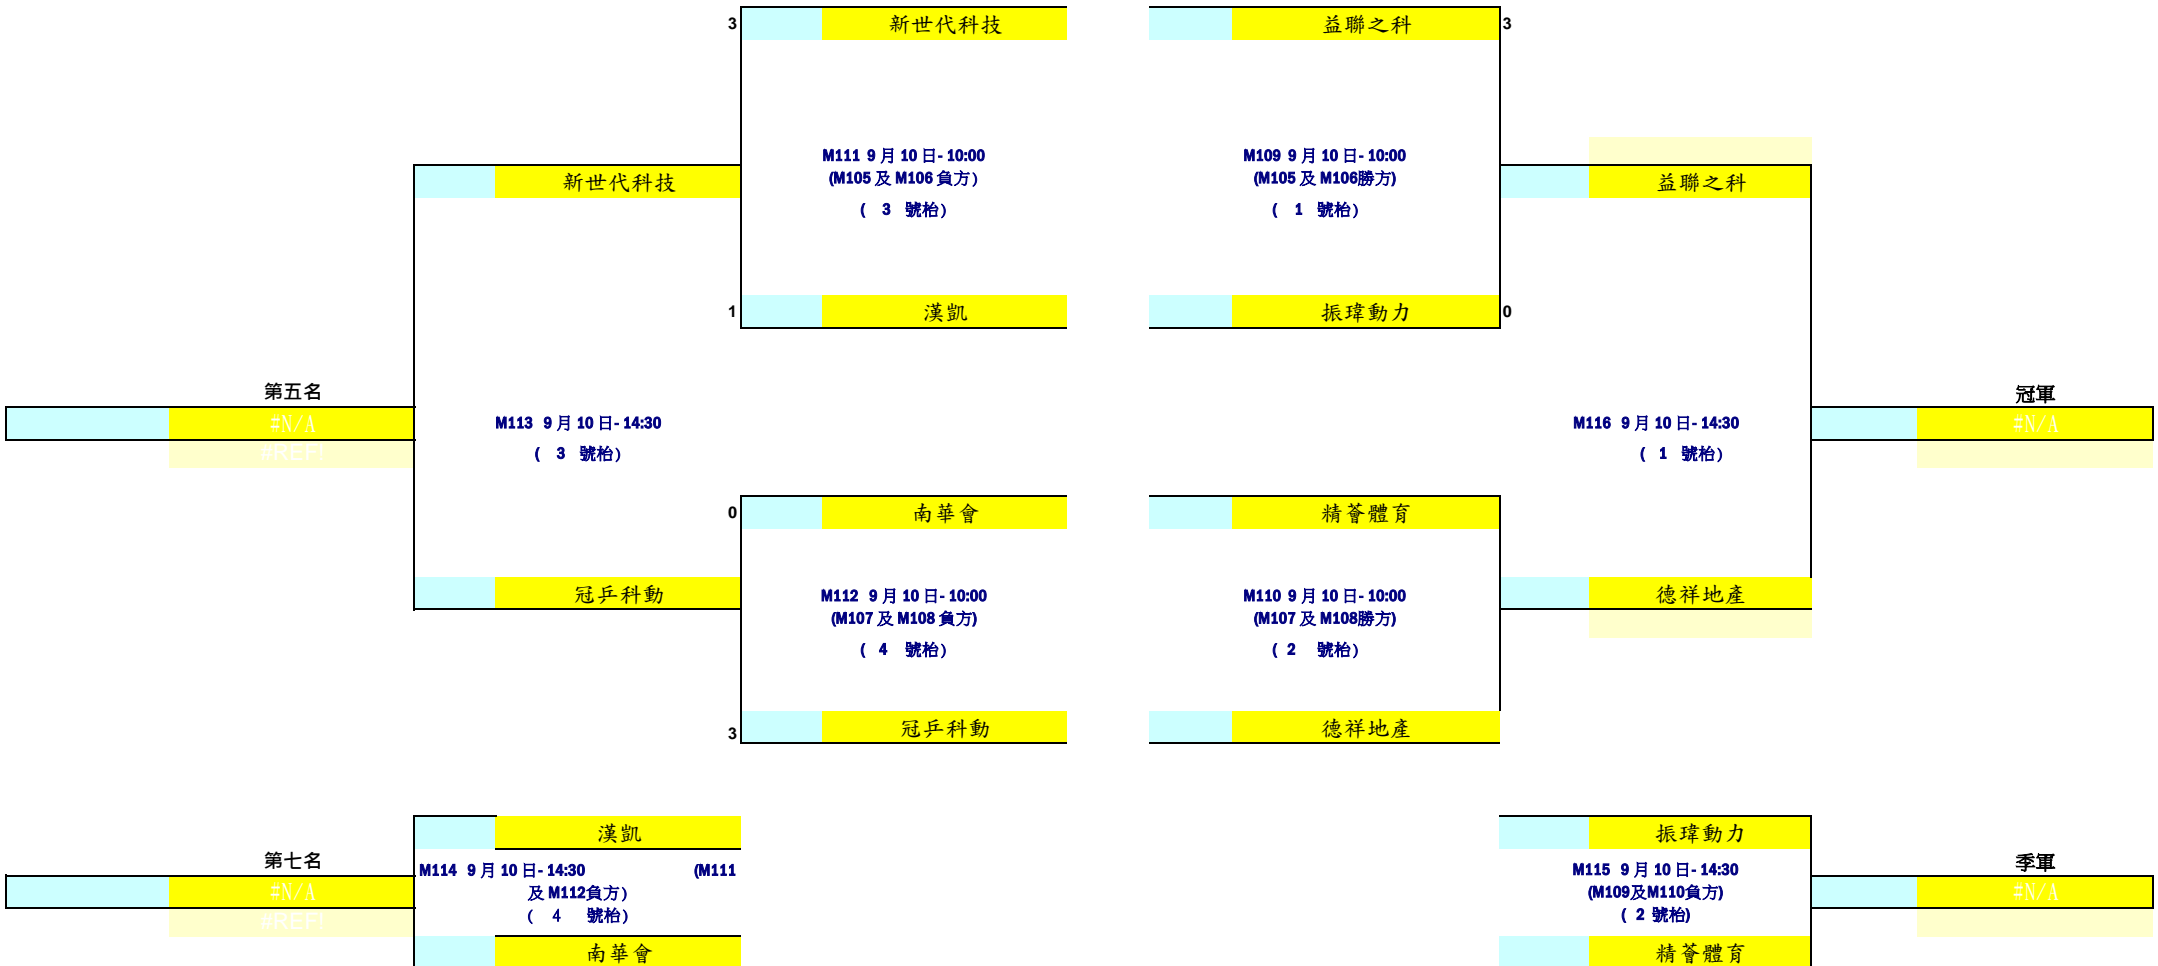 3 新世代科技 益聯之科 3
M111 9 月 10 日- 10:00 M109 9 月 10 日- 10:00
新世代科技 (M105 及 M106 負方) (M105 及 M106勝方) 益聯之科
( 3 號枱) ( 1 號枱)
1 漢凱 振瑋動力 0
第五名 冠軍
#N/A M113 9 月 10 日- 14:30 M116 9 月 10 日- 14:30 #N/A
#REF! ( 3 號枱) ( 1 號枱)
0 南華會 精薈體育
冠乒科動 M112 9 月 10 日- 10:00 M110 9 月 10 日- 10:00 德祥地產
(M107 及 M108 負方) (M107 及 M108勝方)
( 4 號枱) ( 2 號枱)
3 冠乒科動 德祥地產
漢凱 振瑋動力
第七名 M114 9 月 10 日- 14:30 (M111 M115 9 月 10 日- 14:30 季軍
#N/A 及 M112負方) (M109及M110負方) #N/A
#REF! ( 4 號枱) ( 2 號枱)
南華會 精薈體育